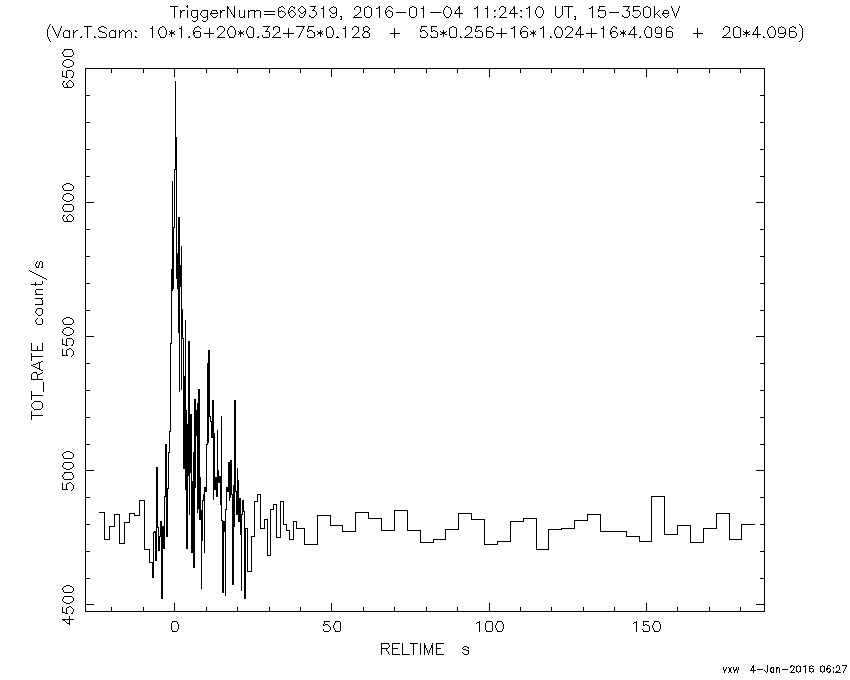 TriggerNum=669319, 2016-01-04 11:24:10 UT, 15-350keV
(Var.T.Sam: 10*1.6+20*0.32+75*0.128 + 55*0.256+16*1.024+16*4.096 + 20*4.096)
6500
6000
5500
5000
4500
TOT_RATE count/s
0 50 100 150
RELTIME s
vxw 4-Jan-2016 06:27